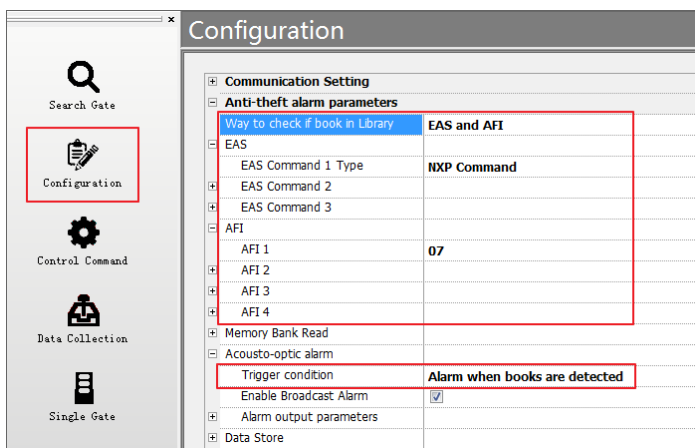 Configuration
Search Gate
Configuration
Control Command
Data Collection
Single Gate
Communication Setting
Anti-theft alarm parameters
Way to check if book in Library EAS and AFI
EAS
EAS Command 1 Type NXP Command
EAS Command 2
EAS Command 3
AFI
AFI 1 07
AFI 2
AFI 3
AFI 4
Memory Bank Read
Acousto-optic alarm
Trigger condition Alarm when books are detected
Enable Broadcast Alarm
Alarm output parameters
Data Store